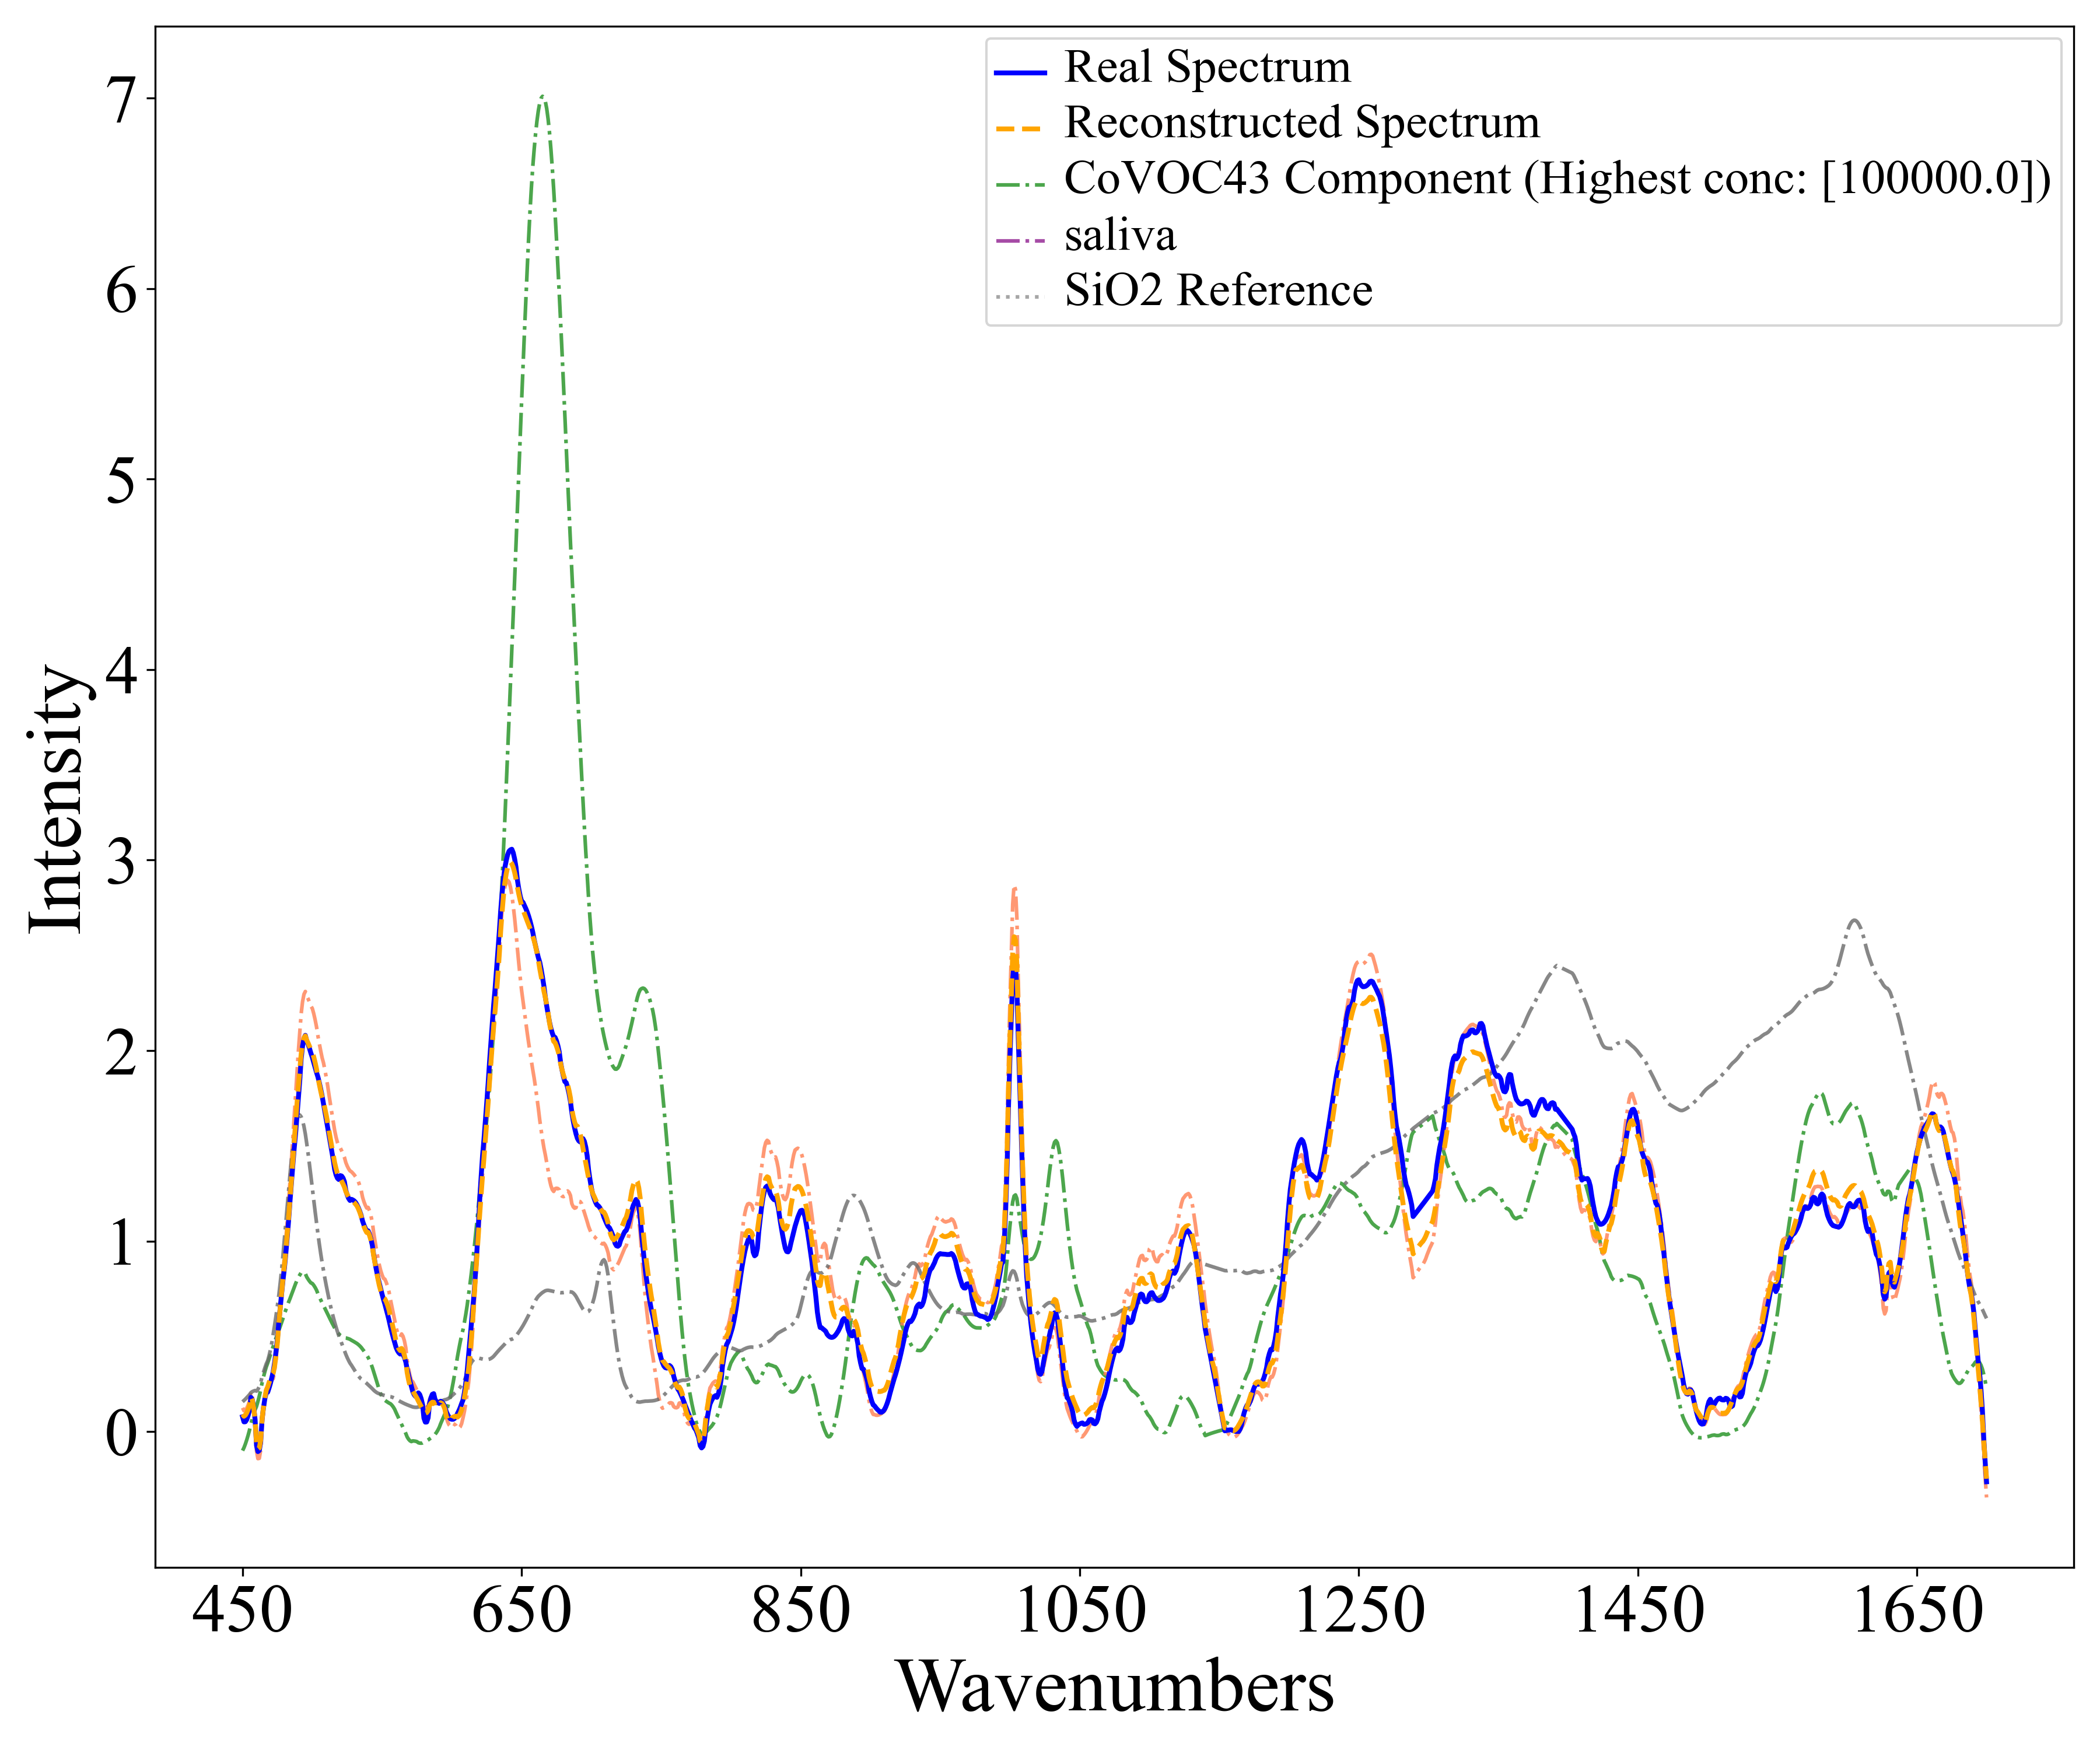 Real Spectrum
Reconstructed Spectrum
CoVOC43 Component (Highest conc: [100000.0])
saliva
SiO2 Reference
7
6
5
4
3
2
1
0
Intensity
450 650 850 1050 1250 1450 1650
Wavenumbers